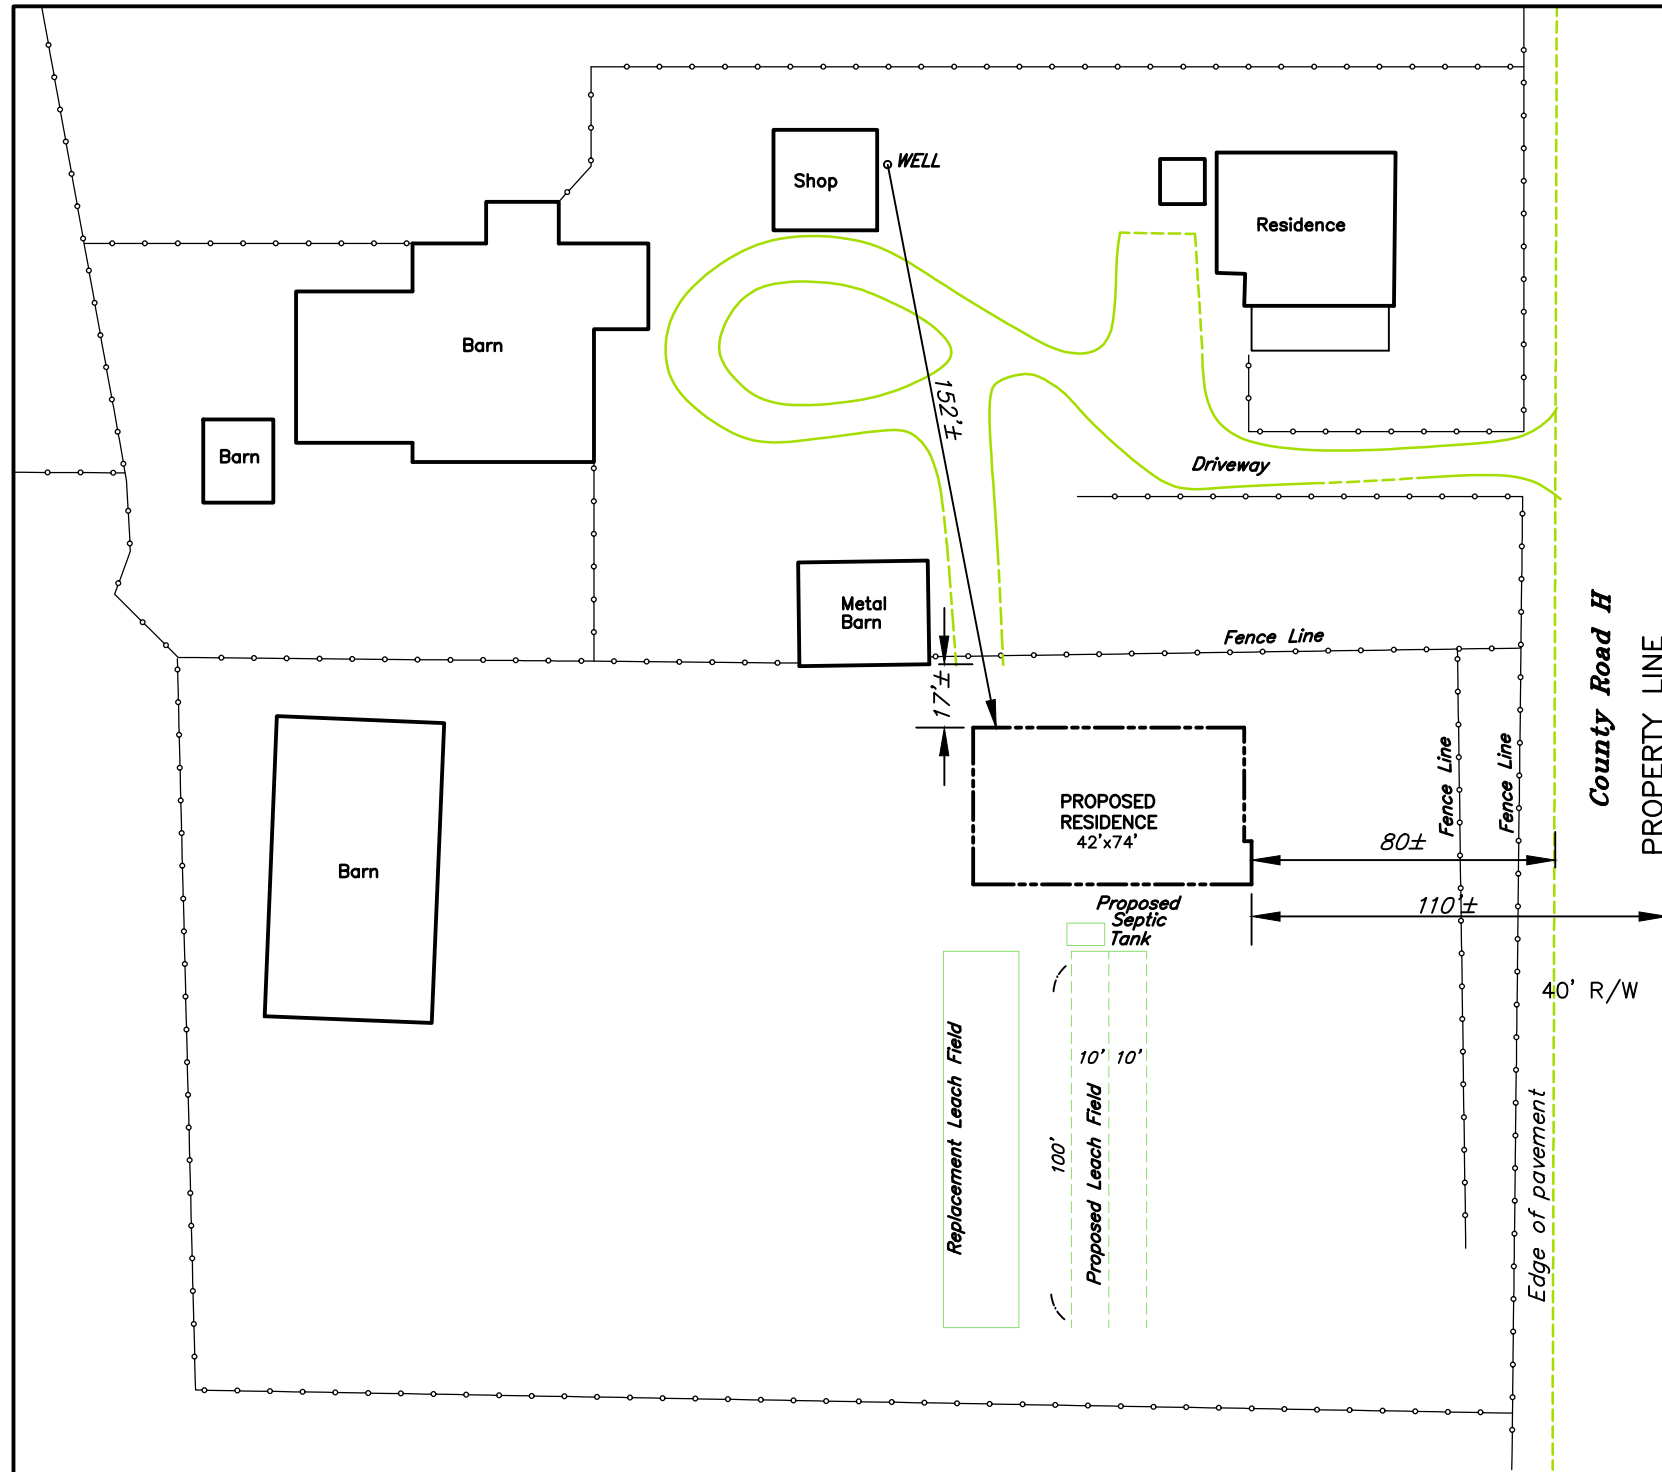 WELL
Shop
Residence
Barn
152'±
Barn
Driveway
Metal
Barn
Fence Line
County Road H
PROPERTY LINE
17'±
Fence Line
Fence Line
PROPOSED
RESIDENCE
42'x74'
80±
Barn
110'±
Proposed
Septic
Tank
40' R/W
Replacement Leach Field
10'
10'
100'
Proposed Leach Field
Edge of pavement